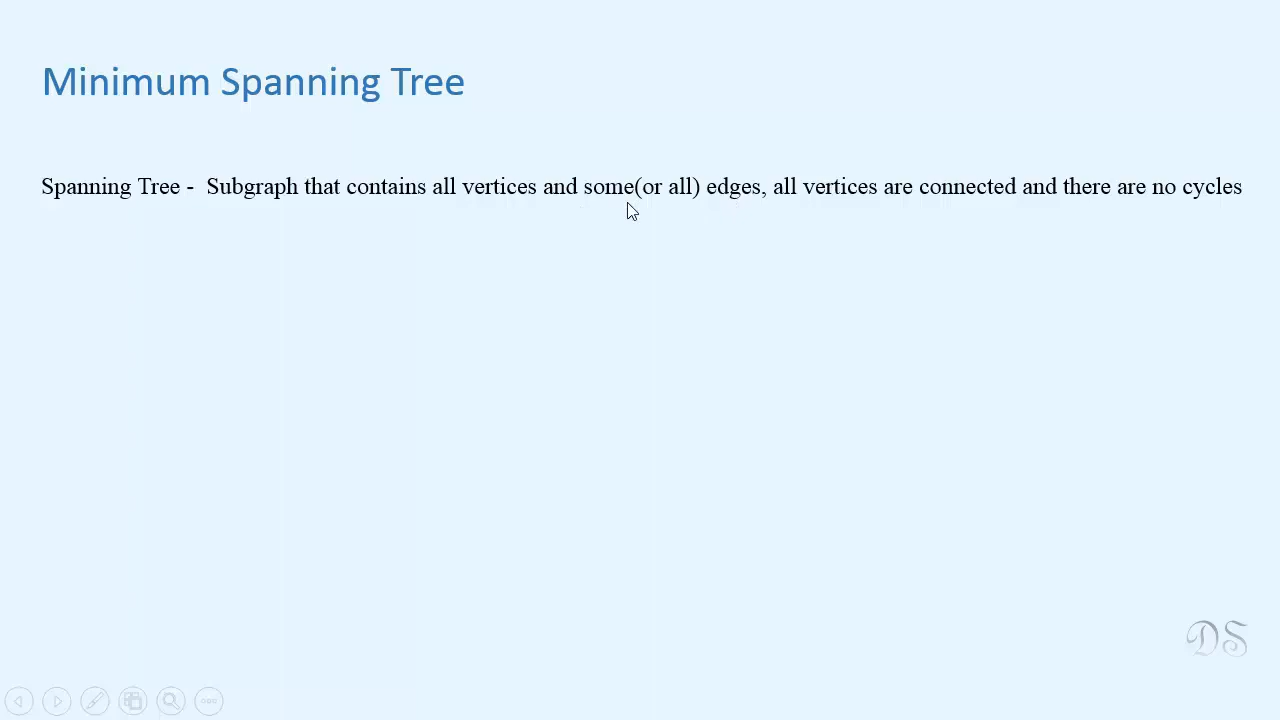 Minimum Spanning Tree
Spanning Tree - Subgraph that contains all vertices and some(or all) edges, all vertices are connected and there are no cycles
DS